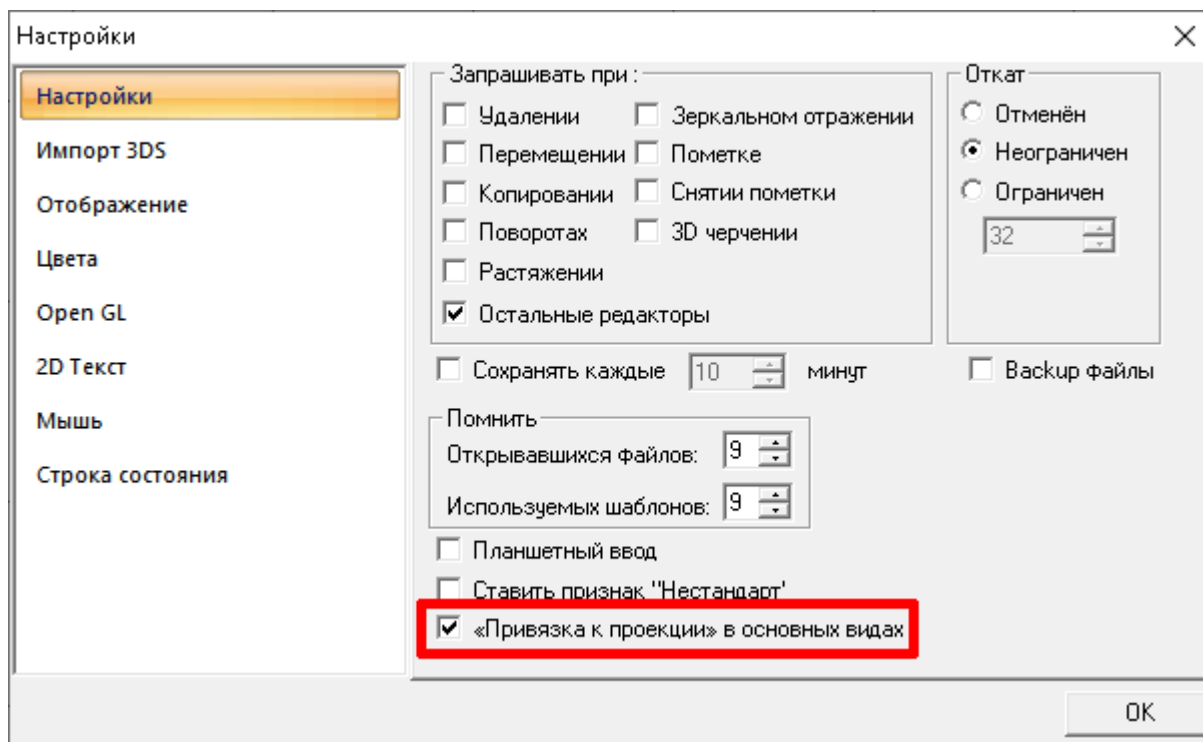 Настройки
Настройки
Импорт 3DS
Отображение
Цвета
Open GL
2D Текст
Мышь
Строка состояния
Запрашивать при :
Удалении Зеркальном отражении
Перемещении Пометке
Копировании Снятии пометки
Поворотах 3D черчении
Растяжении
Остальные редакторы
Откат
Отменён
Неограничен
Ограничен
32
Сохранять каждые 10 минут
Backup файлы
Помнить
Открывавшихся файлов: 9
Используемых шаблонов: 9
Планшетный ввод
Ставить признак "Нестандарт'
«Привязка к проекции» в основных видах
OK